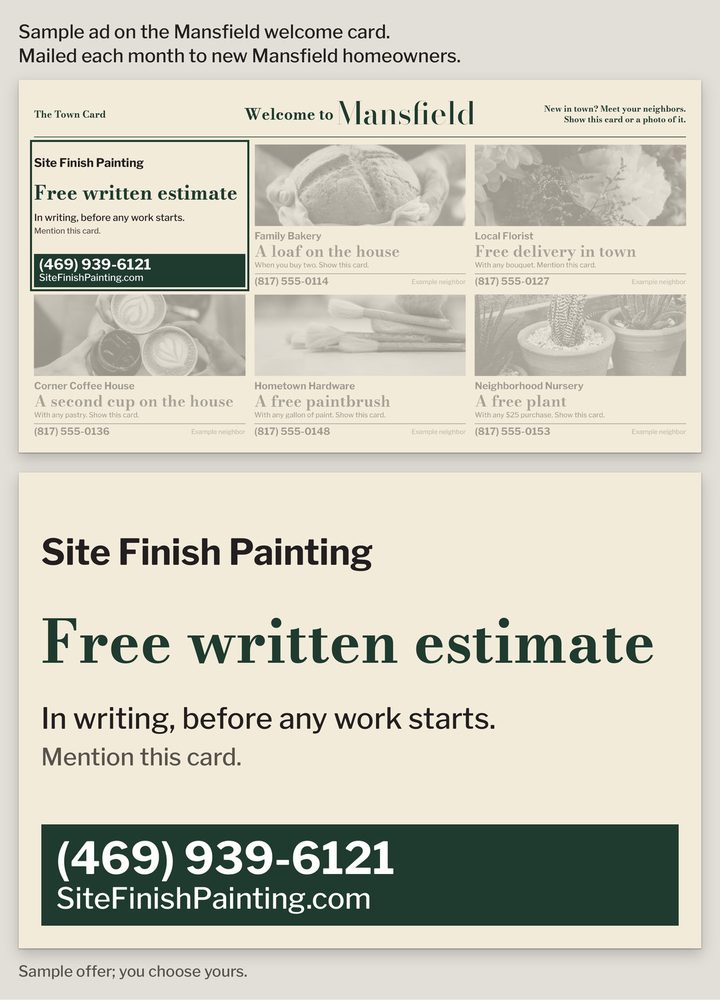 Sample ad on the Mansfield welcome card.
Mailed each month to new Mansfield homeowners.
The Town Card
Welcome to Mansfield
New in town? Meet your neighbors.
Show this card or a photo of it.
Site Finish Painting
Free written estimate
In writing, before any work starts.
Mention this card.
(469) 939-6121
SiteFinishPainting.com
Family Bakery
A loaf on the house
When you buy two. Show this card.
(817) 555-0114
Example neighbor
Local Florist
Free delivery in town
With any bouquet. Mention this card.
(817) 555-0127
Example neighbor
Corner Coffee House
A second cup on the house
With any pastry. Show this card.
(817) 555-0136
Example neighbor
Hometown Hardware
A free paintbrush
With any gallon of paint. Show this card.
(817) 555-0148
Example neighbor
Neighborhood Nursery
A free plant
With any $25 purchase. Show this card.
(817) 555-0153
Example neighbor
Site Finish Painting
Free written estimate
In writing, before any work starts.
Mention this card.
(469) 939-6121
SiteFinishPainting.com
Sample offer; you choose yours.